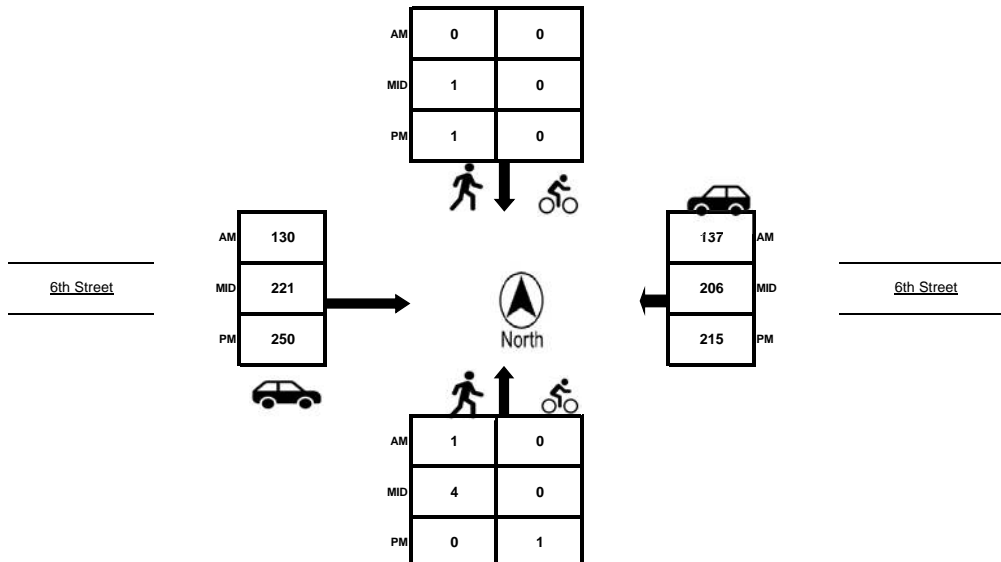 AM 0 0
MID 1 0
PM 1 0
AM 130
MID 221
PM 250
137 AM
206 MID
215 PM
6th Street
6th Street
North
AM 1 0
MID 4 0
PM 0 1